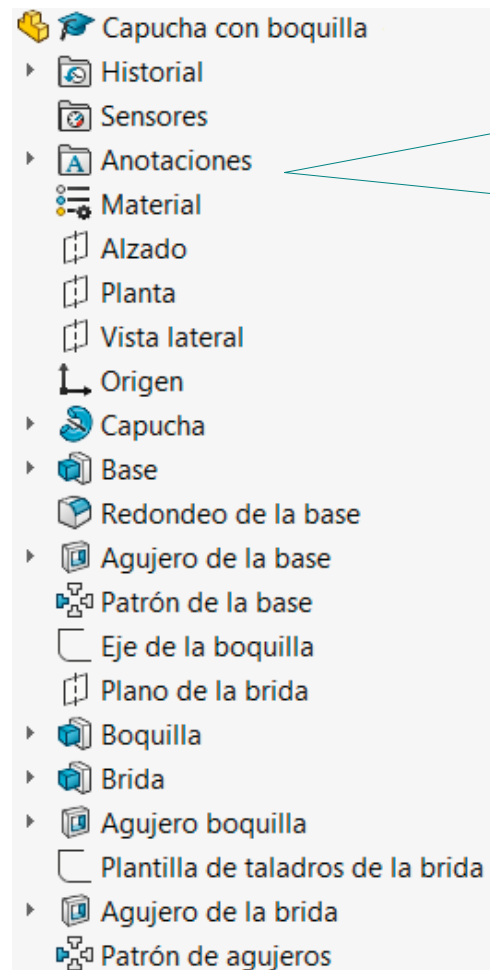 Capucha con boquilla
Historial
Sensores
Anotaciones
Material
Alzado
Planta
Vista lateral
Origen
Capucha
Base
Redondeo de la base
Agujero de la base
Patrón de la base
Eje de la boquilla
Plano de la brida
Boquilla
Brida
Agujero boquilla
Plantilla de taladros de la brida
Agujero de la brida
Patrón de agujeros